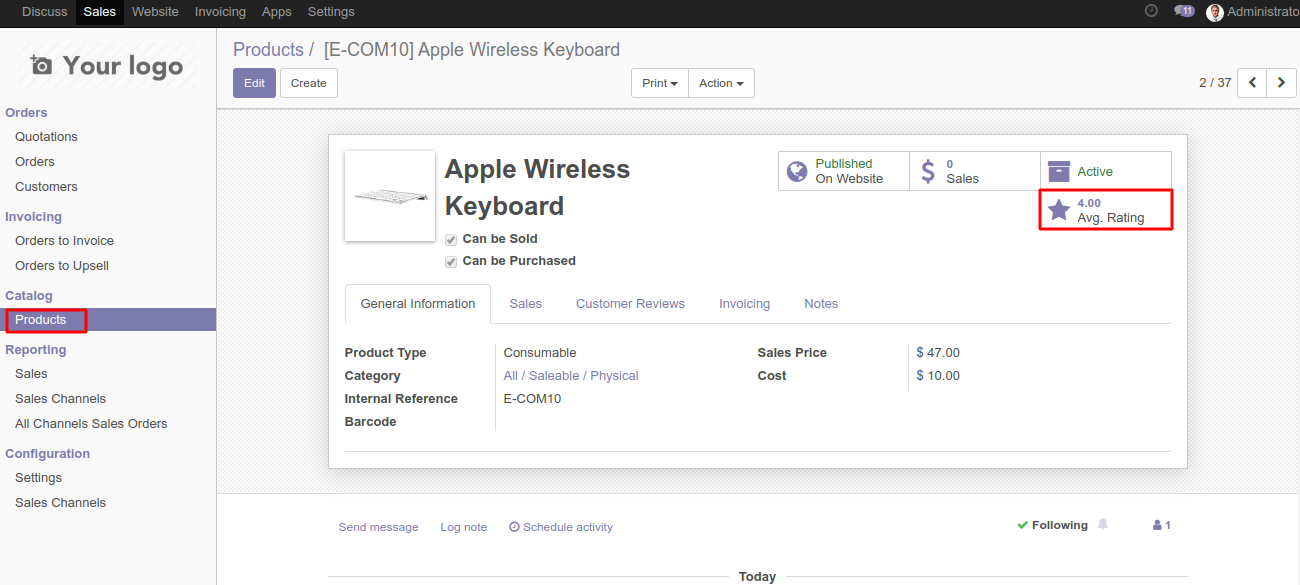 Discuss Sales Website Invoicing Apps Settings 11 Administrato
Your logo
Products / [E-COM10] Apple Wireless Keyboard
Edit Create Print Action 2 / 37
Orders
Quotations
Orders
Customers
Invoicing
Orders to Invoice
Orders to Upsell
Catalog
Products
Reporting
Sales
Sales Channels
All Channels Sales Orders
Configuration
Settings
Sales Channels
Apple Wireless
Keyboard
Can be Sold
Can be Purchased
Published
On Website
0
Sales
Active
4.00
Avg. Rating
General Information Sales Customer Reviews Invoicing Notes
Product Type Consumable
Category All / Saleable / Physical
Internal Reference E-COM10
Barcode
Sales Price $ 47.00
Cost $ 10.00
Send message Log note Schedule activity Following 1
Today